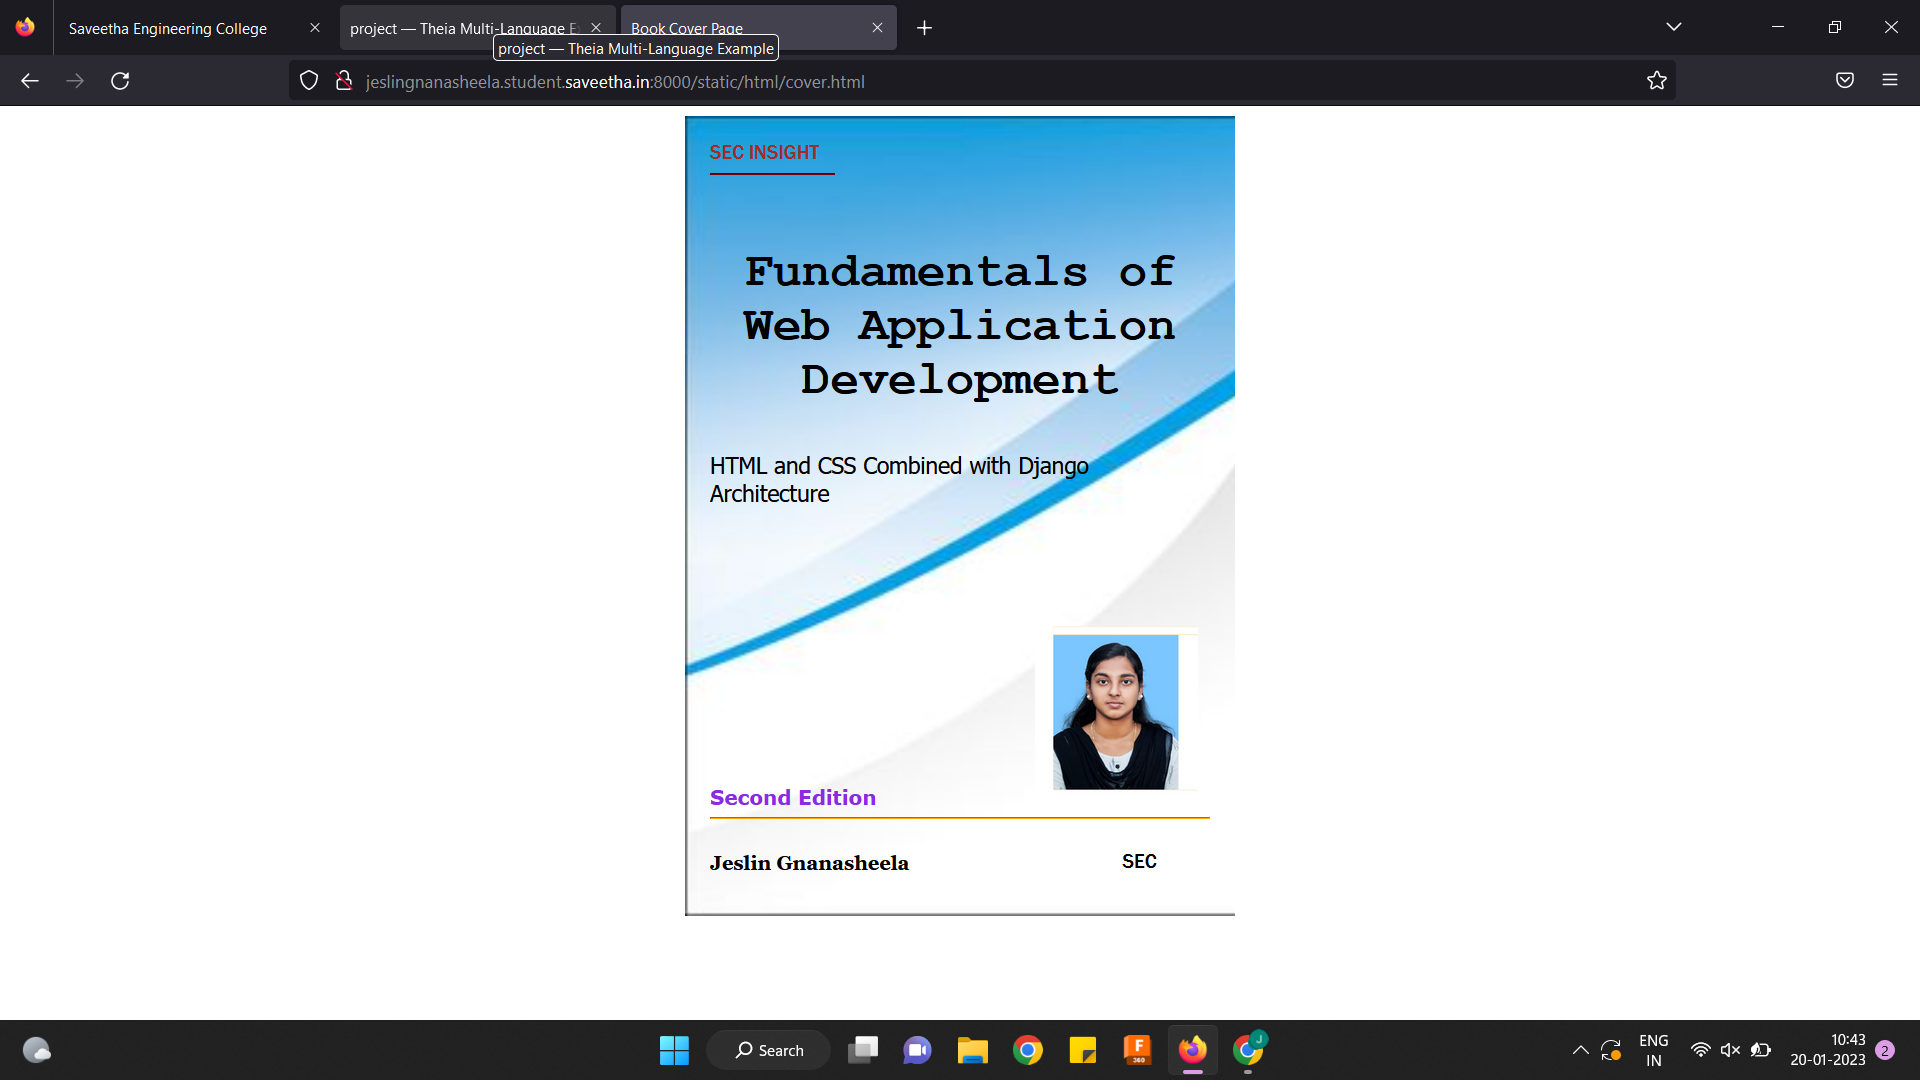 Saveetha Engineering College
project — Theia Multi-Language Ex
Book Cover Page
project — Theia Multi-Language Example
jeslingnanasheela.student.saveetha.in:8000/static/html/cover.html
SEC INSIGHT
Fundamentals of
Web Application
Development
HTML and CSS Combined with Django
Architecture
Second Edition
Jeslin Gnanasheela
SEC
Search
F
360
J
ENG
IN
10:43
20-01-2023
2